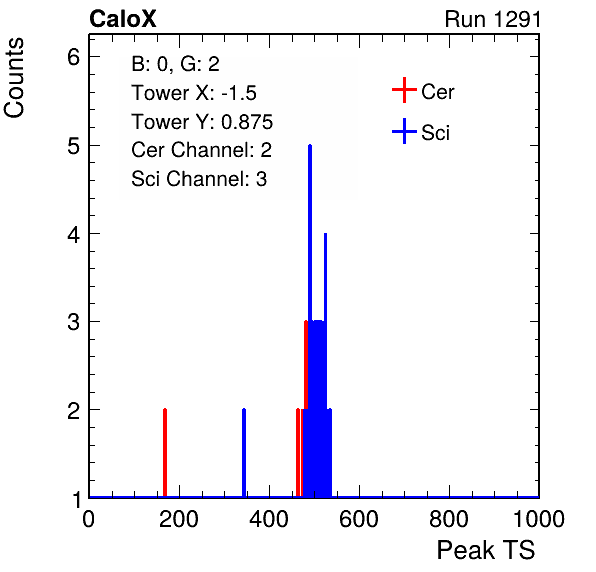 CaloX Run 1291
Counts
B: 0, G: 2
Tower X: -1.5
Tower Y: 0.875
Cer Channel: 2
Sci Channel: 3
Cer
Sci
6
5
4
3
2
1
0 200 400 600 800 1000
Peak TS